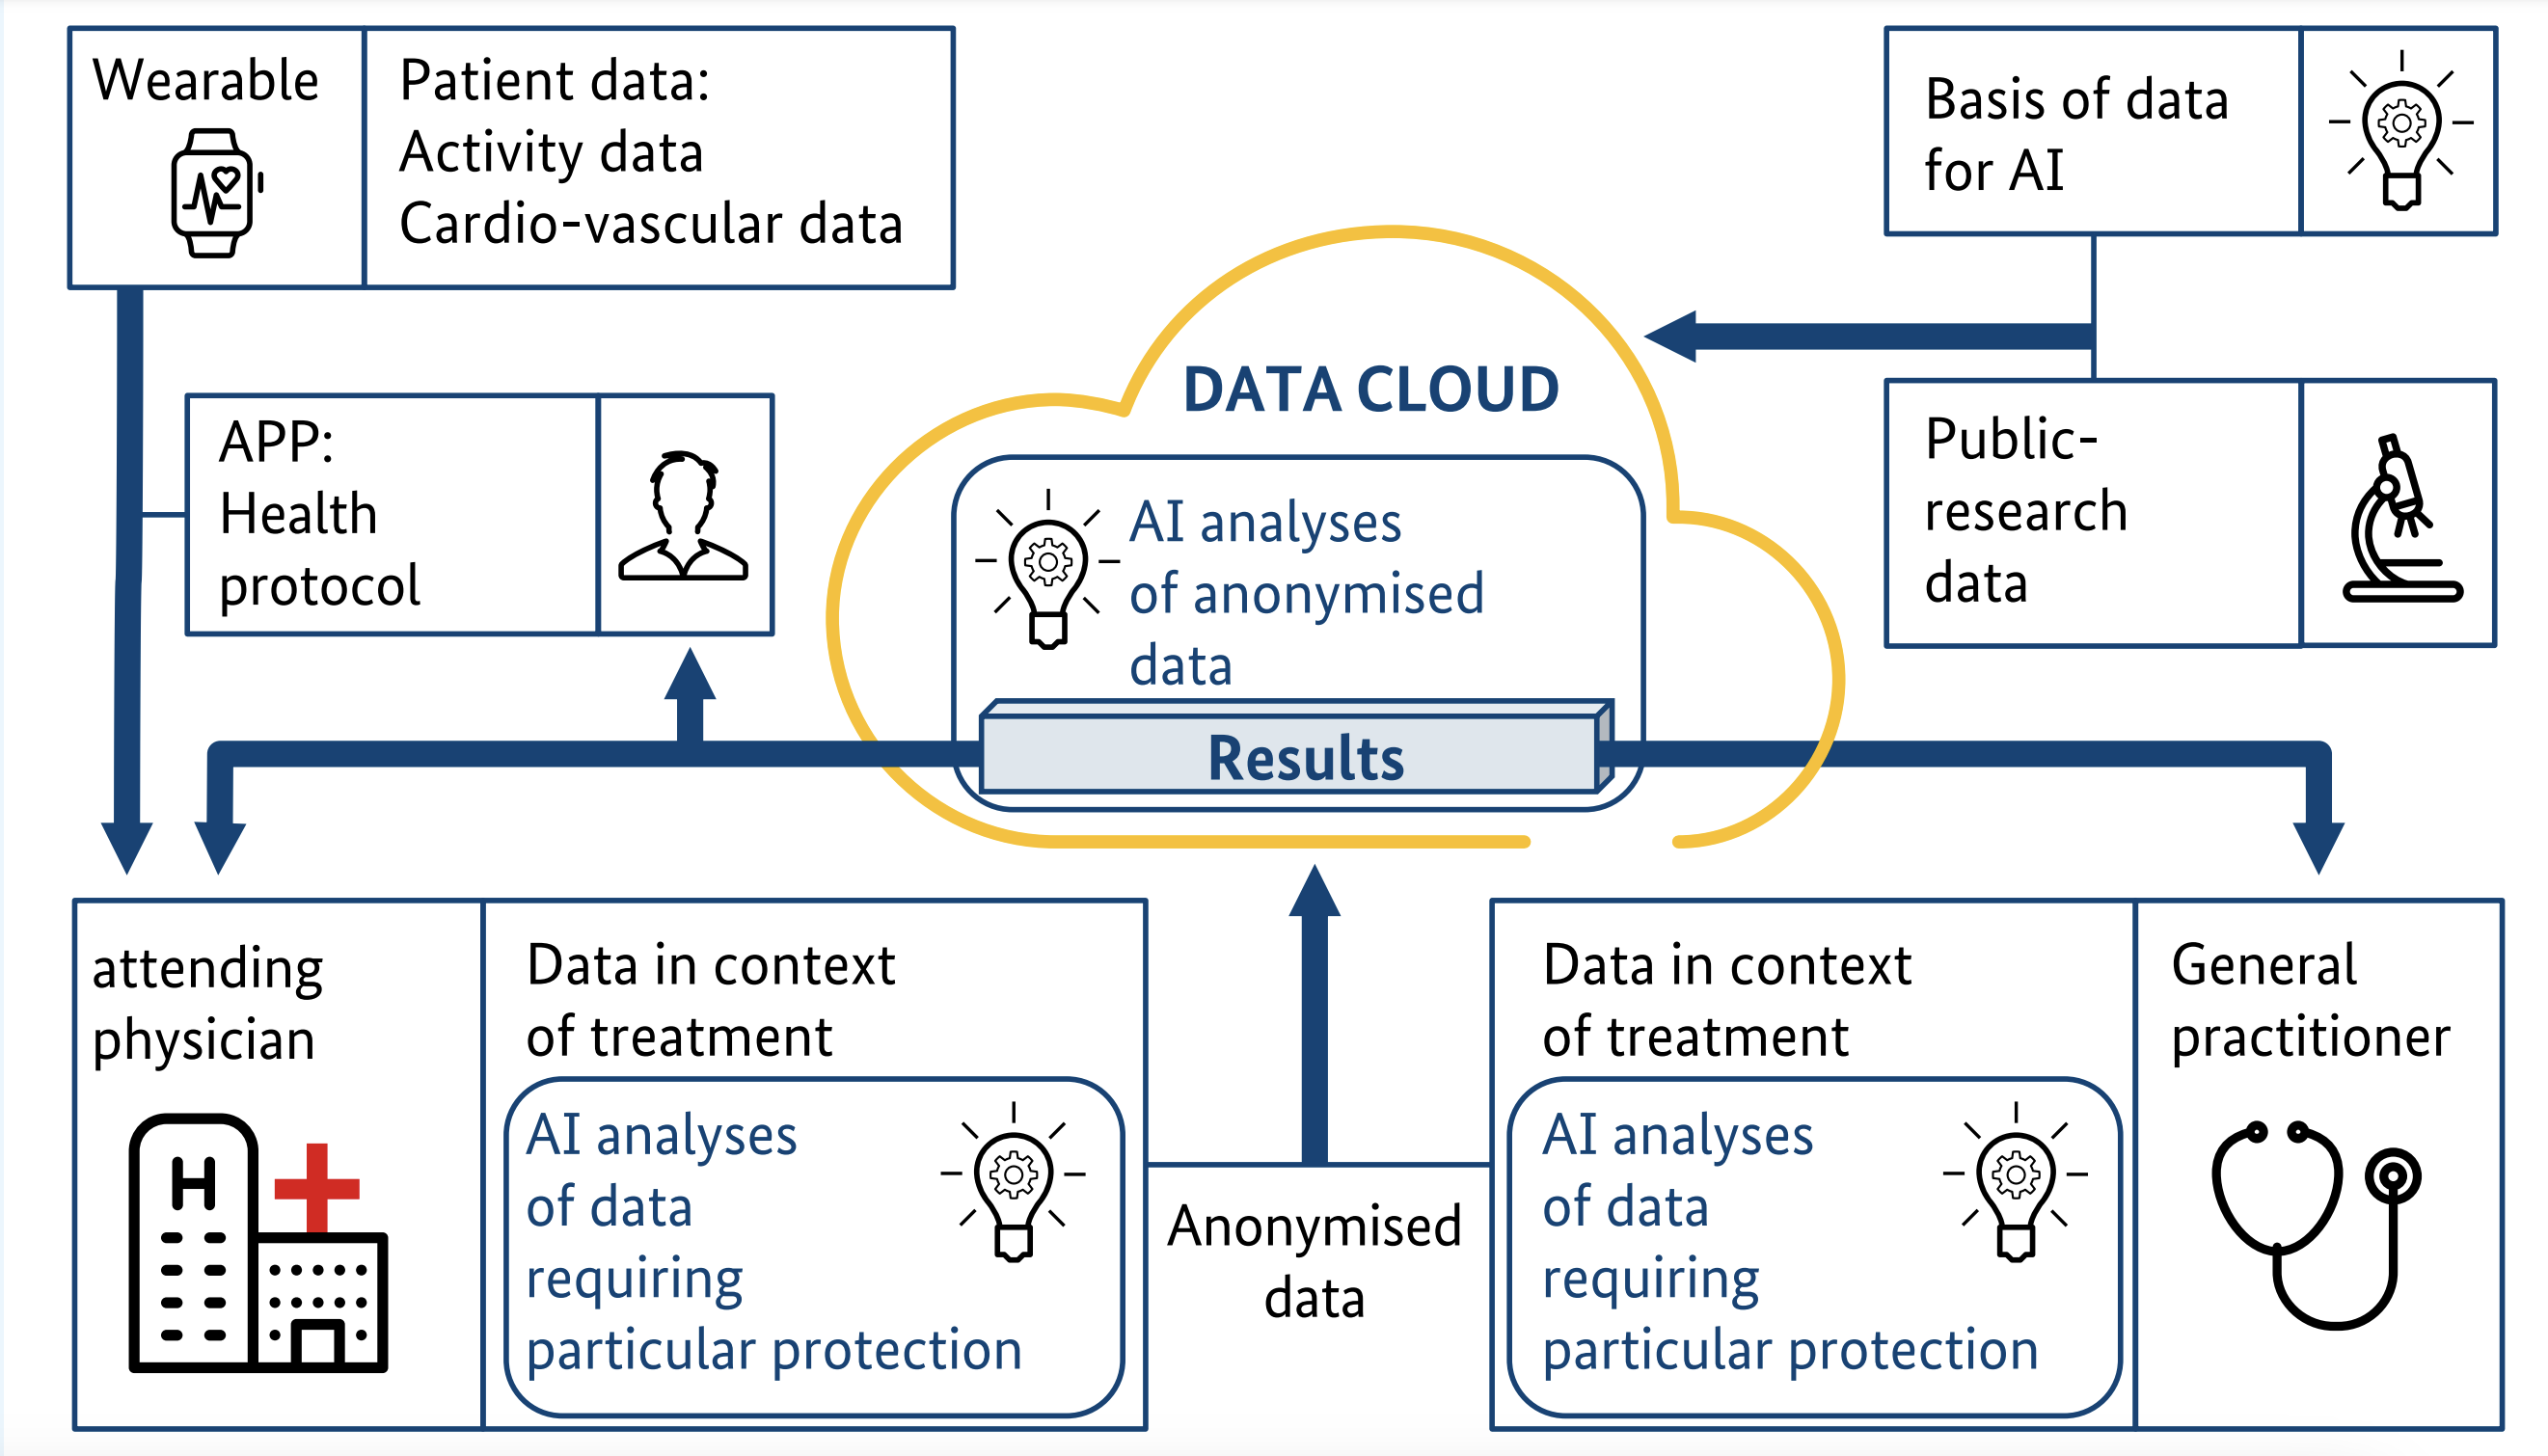 Wearable
Patient data:
Activity data
Cardio-vascular data
Basis of data
for AI
APP:
Health
protocol
DATA CLOUD
AI analyses
of anonymised
data
Results
Public-
research
data
attending
physician
H
Data in context
of treatment
AI analyses
of data
requiring
particular protection
Anonymised
data
Data in context
of treatment
AI analyses
of data
requiring
particular protection
General
practitioner